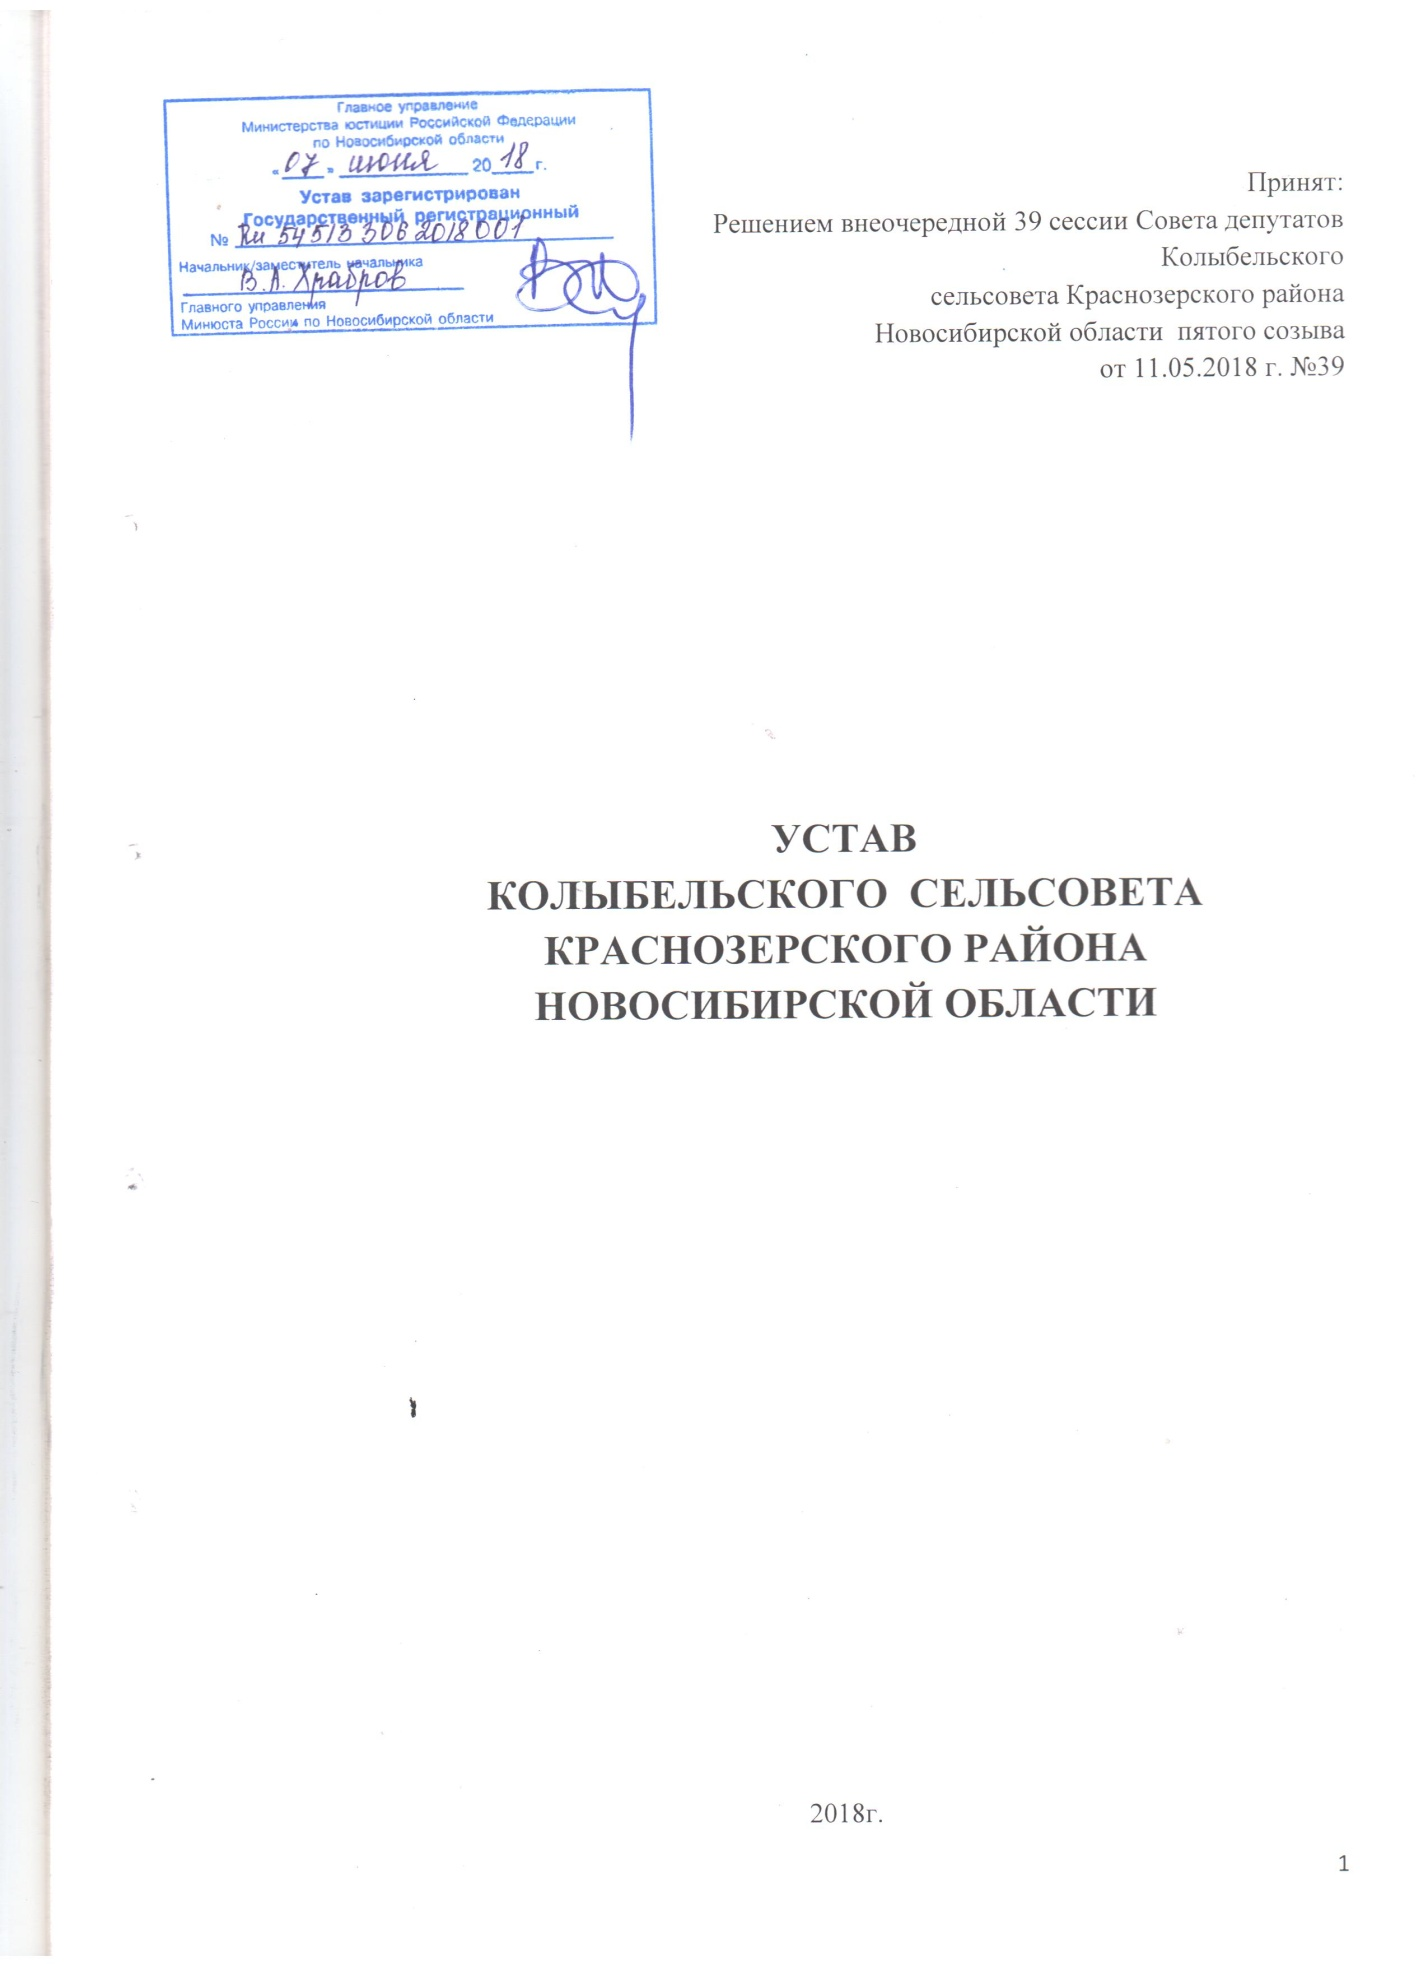 Главное управление
Министерства юстиции Российской Федерации
по Новосибирской области
«07» июня 2018 г.
Устав зарегистрирован
Государственный регистрационный
№ Ru 545133062018001
Начальник/заместитель начальника
В.А. Храбров
Главного управления
Минюста России по Новосибирской области
Принят:
Решением внеочередной 39 сессии Совета депутатов
Колыбельского
сельсовета Краснозерского района
Новосибирской области пятого созыва
от 11.05.2018 г. №39
УСТАВ
КОЛЫБЕЛЬСКОГО СЕЛЬСОВЕТА
КРАСНОЗЕРСКОГО РАЙОНА
НОВОСИБИРСКОЙ ОБЛАСТИ
2018г.
1